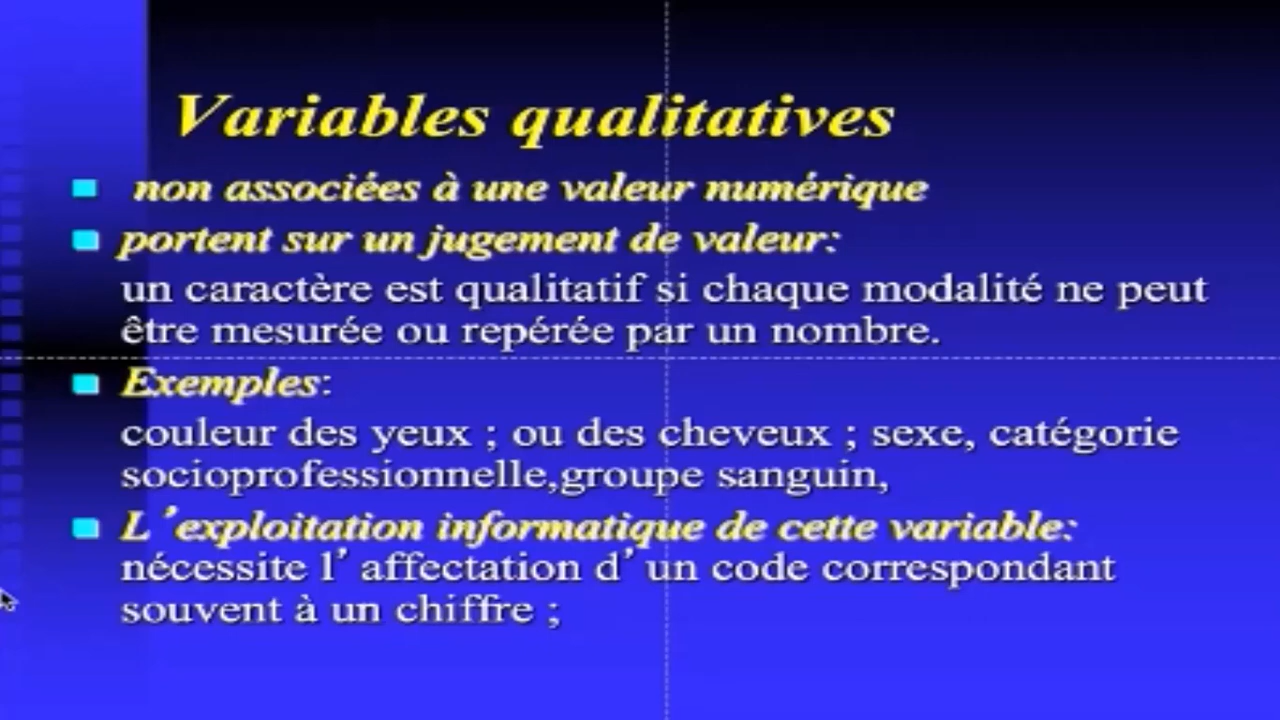 Variables qualitatives
non associées à une valeur numérique
portent sur un jugement de valeur:
un caractère est qualitatif si chaque modalité ne peut
être mesurée ou repérée par un nombre.
Exemples:
couleur des yeux ; ou des cheveux ; sexe, catégorie
socioprofessionnelle,groupe sanguin,
L ’exploitation informatique de cette variable:
nécessite l’ affectation d’ un code correspondant
souvent à un chiffre ;